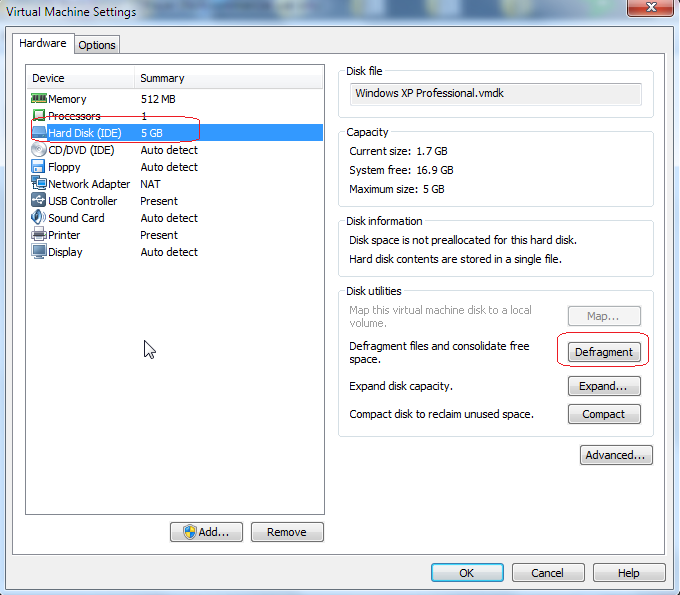 Virtual Machine Settings
Hardware
Options
Device Summary
Memory 512 MB
Processors 1
Hard Disk (IDE) 5 GB
CD/DVD (IDE) Auto detect
Floppy Auto detect
Network Adapter NAT
USB Controller Present
Sound Card Auto detect
Printer Present
Display Auto detect
Add...
Remove
Disk file
Windows XP Professional.vmdk
Capacity
Current size: 1.7 GB
System free: 16.9 GB
Maximum size: 5 GB
Disk information
Disk space is not preallocated for this hard disk.
Hard disk contents are stored in a single file.
Disk utilities
Map this virtual machine disk to a local
volume.
Map...
Defragment files and consolidate free
space.
Defragment
Expand disk capacity.
Expand...
Compact disk to reclaim unused space.
Compact
Advanced...
OK
Cancel
Help